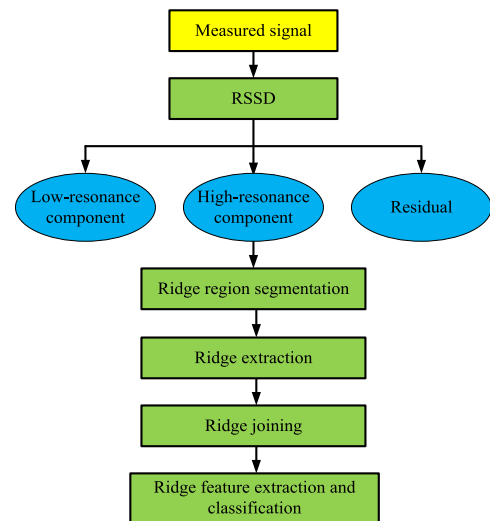 Measured signal
RSSD
Low-resonance
component
High-resonance
component
Residual
Ridge region segmentation
Ridge extraction
Ridge joining
Ridge feature extraction and
classification